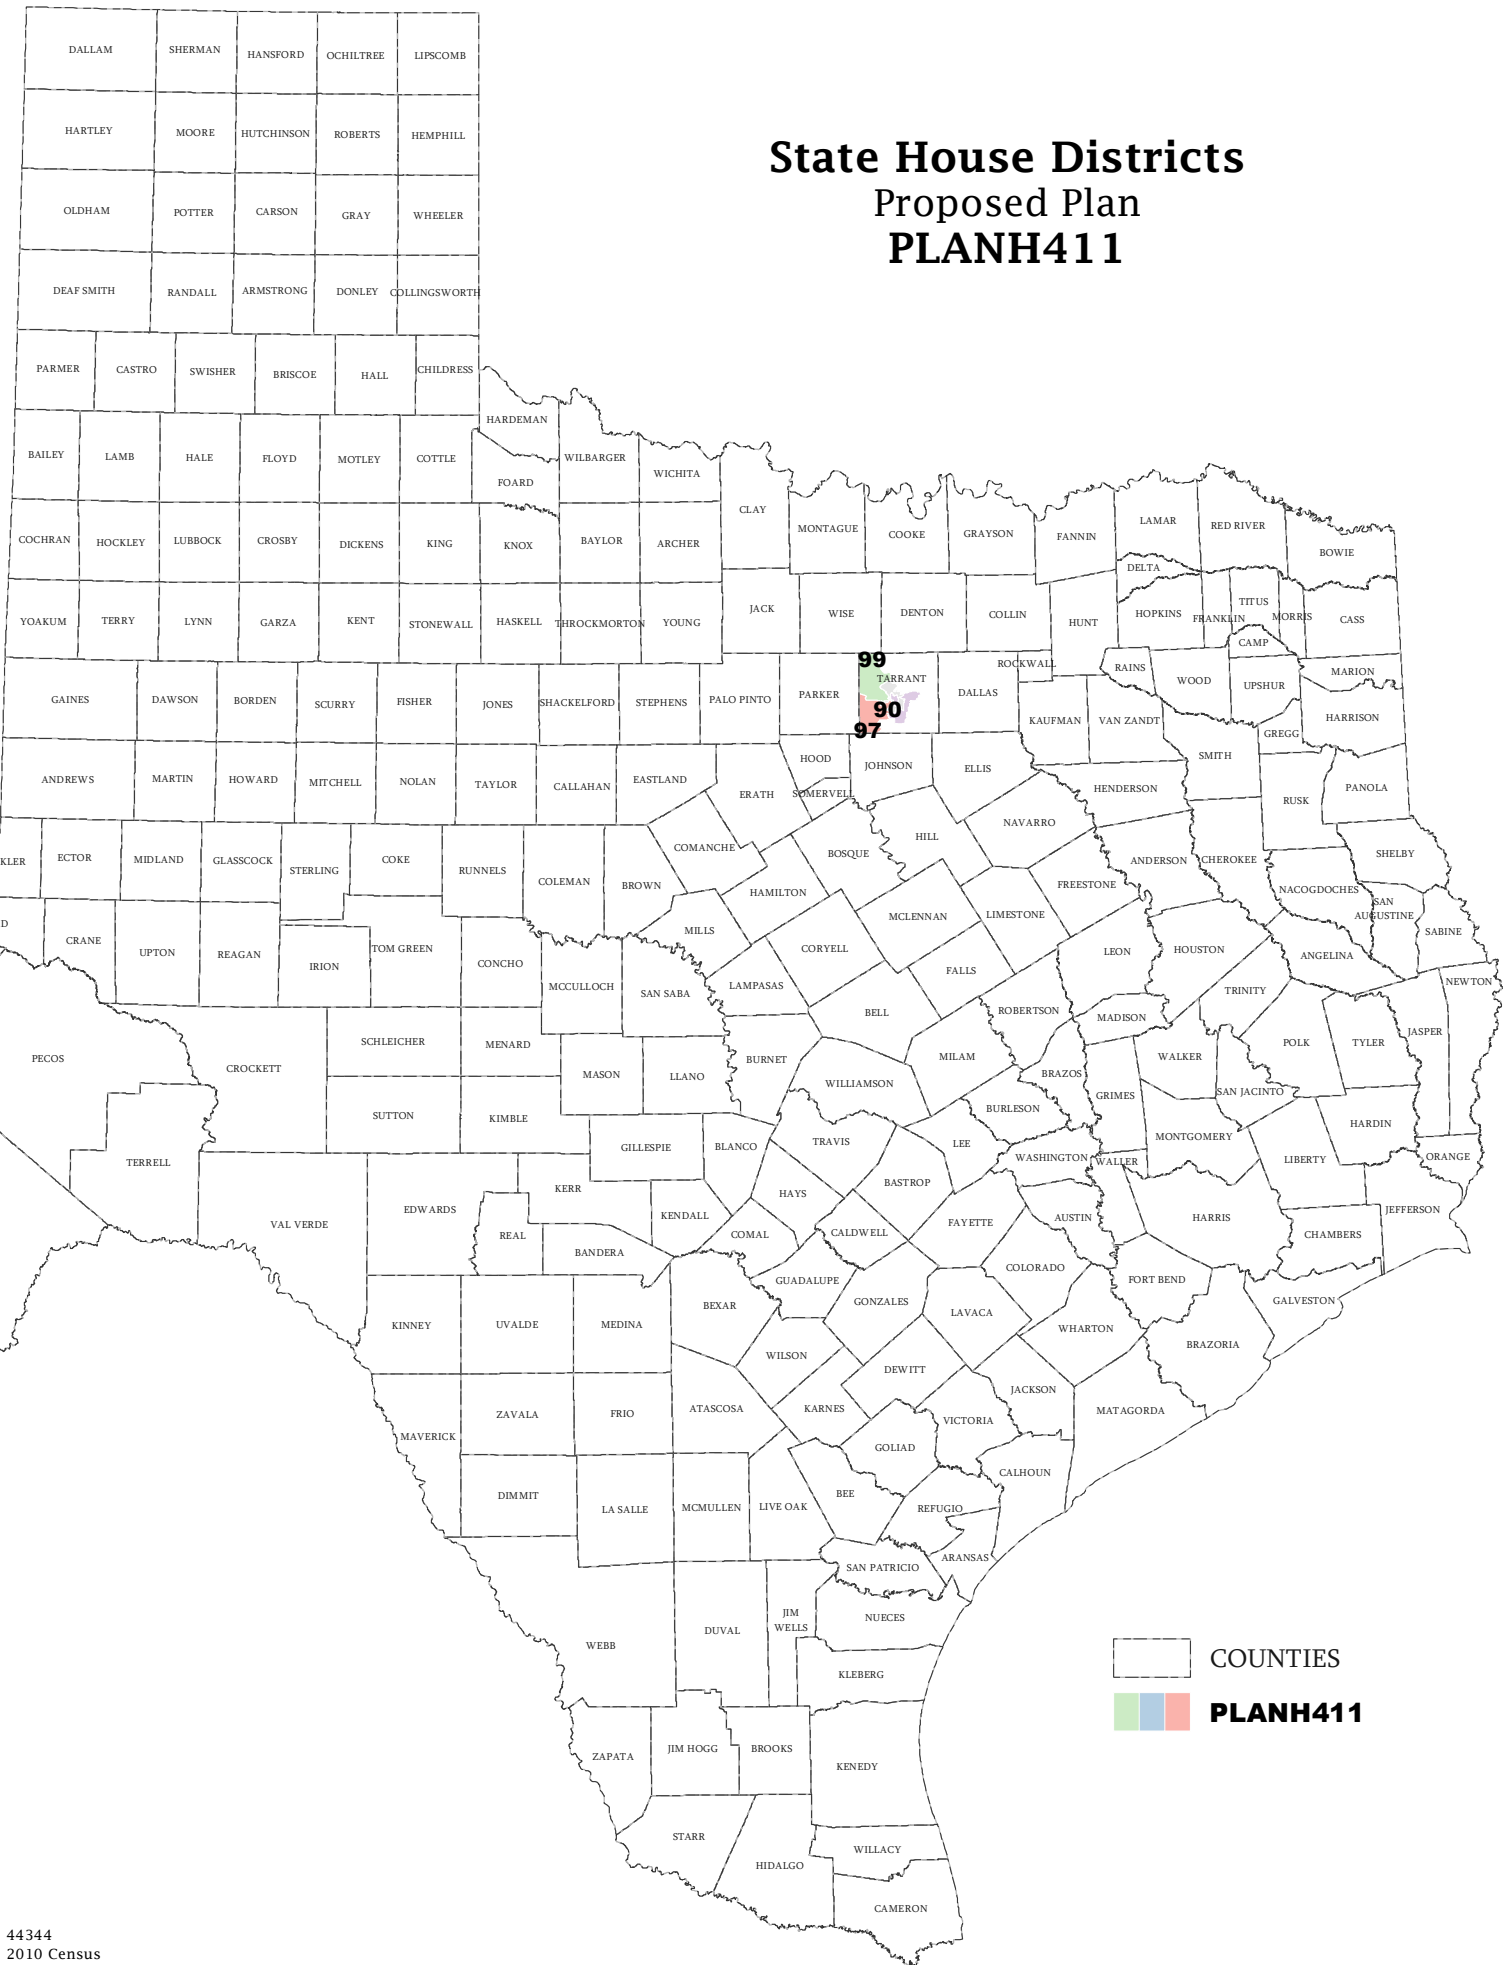 State House Districts
Proposed Plan
PLANH411
DALLAM SHERMAN HANSFORD OCHILTREE LIPSCOMB
HARTLEY MOORE HUTCHINSON ROBERTS HEMPHILL
OLDHAM POTTER CARSON GRAY WHEELER
DEAF SMITH RANDALL ARMSTRONG DONLEY COLLINGSWORTH
PARMER CASTRO SWISHER BRISCOE HALL CHILDRESS
HARDEMAN
BAILEY LAMB HALE FLOYD MOTLEY COTTLE FOARD WILBARGER WICHITA
CLAY
MONTAGUE COOKE GRAYSON FANNIN LAMAR RED RIVER BOWIE
COCHRAN HOCKLEY LUBBOCK CROSBY DICKENS KING KNOX BAYLOR ARCHER
DELTA
YOAKUM TERRY LYNN GARZA KENT STONEWALL HASKELL THROCKMORTON YOUNG JACK WISE DENTON COLLIN HUNT HOPKINS FRANKLIN TITUS MORRIS CASS
CAMP
99
ROCKWALL RAINS WOOD UPSHUR MARION
GAINES DAWSON BORDEN SCURRY FISHER JONES SHACKELFORD STEPHENS PALO PINTO PARKER TARRANT DALLAS
90
97
KAUFMAN VAN ZANDT SMITH GREGG HARRISON
ANDREWS MARTIN HOWARD MITCHELL NOLAN TAYLOR CALLAHAN EASTLAND ERATH HOOD SOMERVELL JOHNSON ELLIS HENDERSON RUSK PANOLA
KLER ECTOR MIDLAND GLASSCOCK STERLING COKE RUNNELS COLEMAN BROWN COMANCHE HAMILTON BOSQUE HILL NAVARRO FREESTONE ANDERSON CHEROKEE NACOGDOCHES SHELBY
SAN
AUGUSTINE
SABINE
D CRANE UPTON REAGAN IRION TOM GREEN CONCHO MCCULLOCH SAN SABA MILLS LAMPASAS CORYELL MCLENNAN LIMESTONE FALLS LEON HOUSTON ANGELINA TRINITY NEWTON
PECOS CROCKETT SCHLEICHER MENARD MASON LLANO BURNET BELL MILAM ROBERTSON MADISON BRAZOS WALKER POLK TYLER JASPER
TERRELL SUTTON KIMBLE GILLESPIE BLANCO WILLIAMSON TRAVIS LEE BURLESON GRIMES SAN JACINTO MONTGOMERY HARDIN LIBERTY ORANGE
WASHINGTON WALLER
VAL VERDE EDWARDS REAL KERR BANDERA KENDALL COMAL HAYS CALDWELL BASTROP FAYETTE AUSTIN HARRIS CHAMBERS JEFFERSON
KINNEY UVALDE MEDINA BEXAR GUADALUPE GONZALES LAVACA COLORADO FORT BEND GALVESTON
WILSON DEWITT WHARTON BRAZORIA
MAVERICK ZAVALA FRIO ATASCOSA KARNES GOLIAD VICTORIA JACKSON MATAGORDA
DIMMIT LA SALLE MCMULLEN LIVE OAK BEE REFUGIO CALHOUN
SAN PATRICIO ARANSAS
WEBB DUVAL JIM
WELLS
NUECES
KLEBERG
ZAPATA JIM HOGG BROOKS KENEDY
STARR HIDALGO WILLACY
CAMERON
COUNTIES
PLANH411
44344
2010 Census